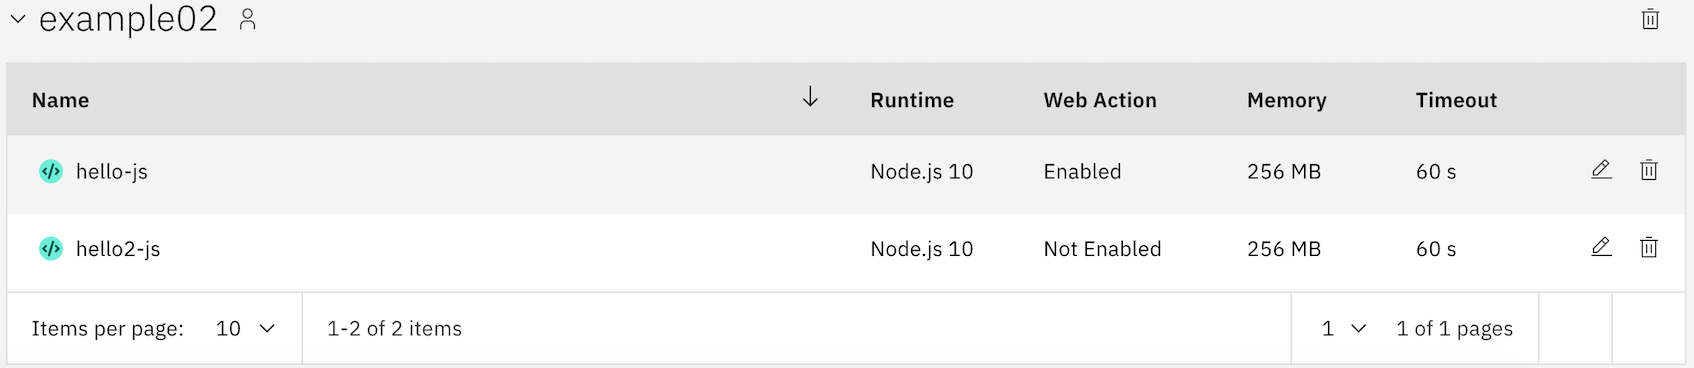 example02
Name Runtime Web Action Memory Timeout
hello-js Node.js 10 Enabled 256 MB 60 s
hello2-js Node.js 10 Not Enabled 256 MB 60 s
Items per page: 10 1-2 of 2 items 1 1 of 1 pages